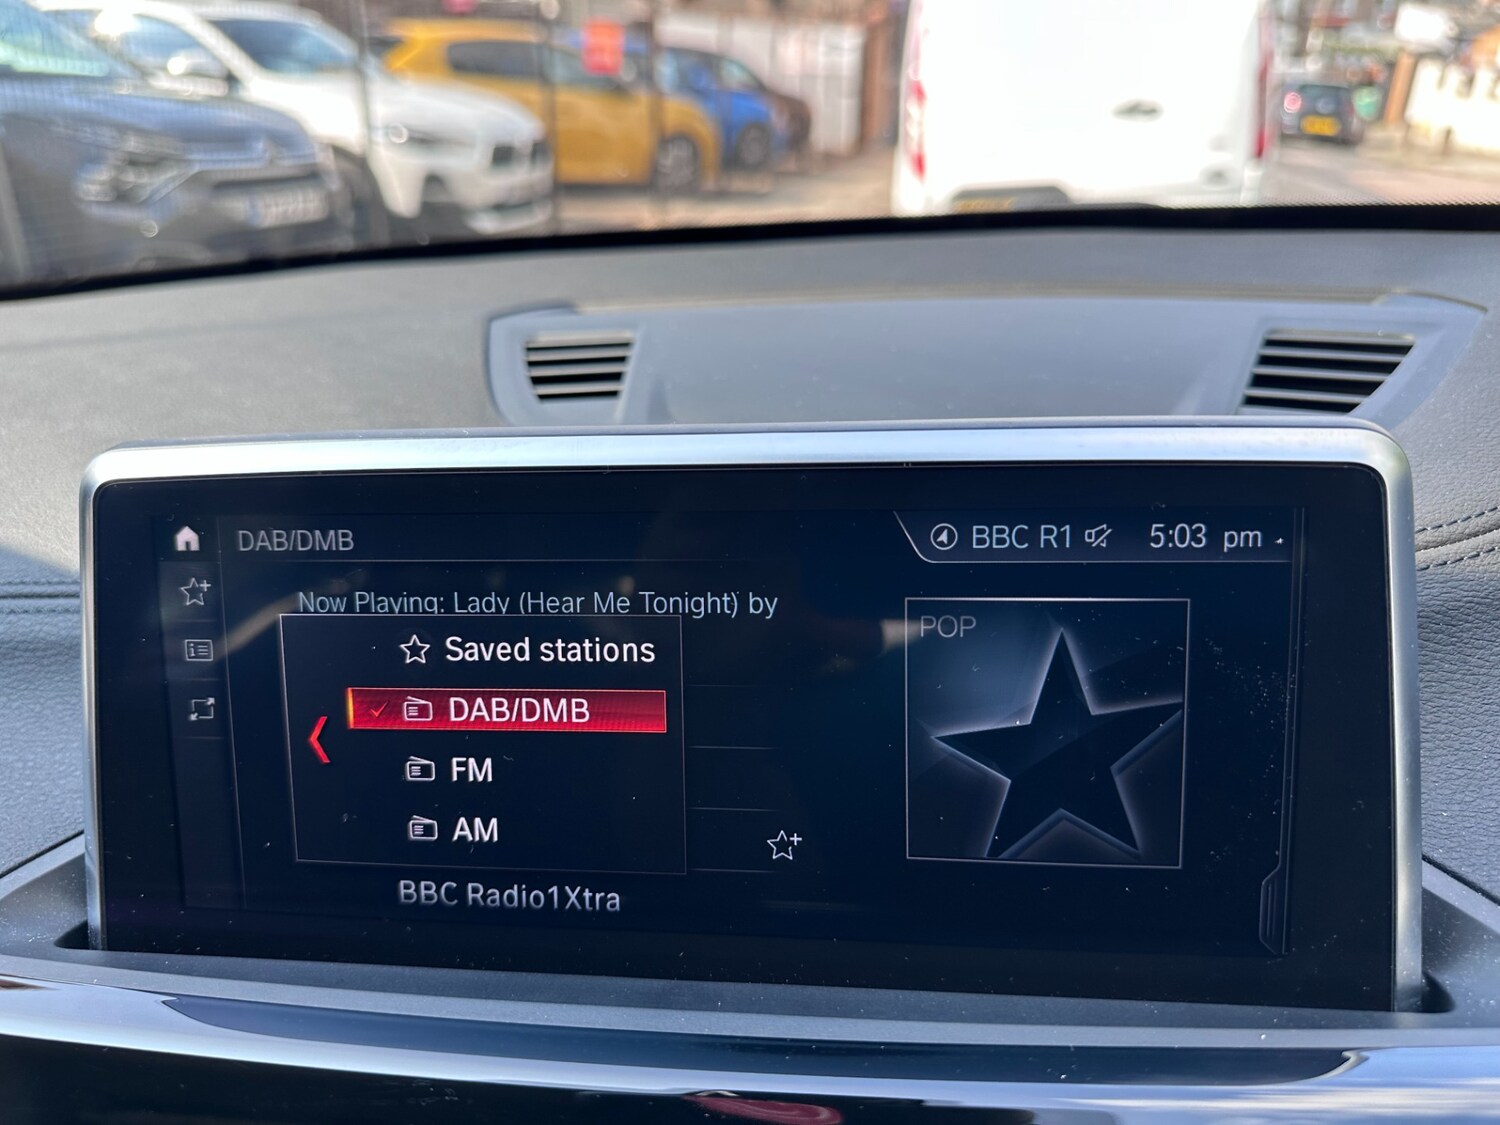 DAB/DMB
BBC R1
5:03 pm
Now Playing: Lady (Hear Me Tonight) by
POP
Saved stations
DAB/DMB
FM
AM
BBC Radio1Xtra